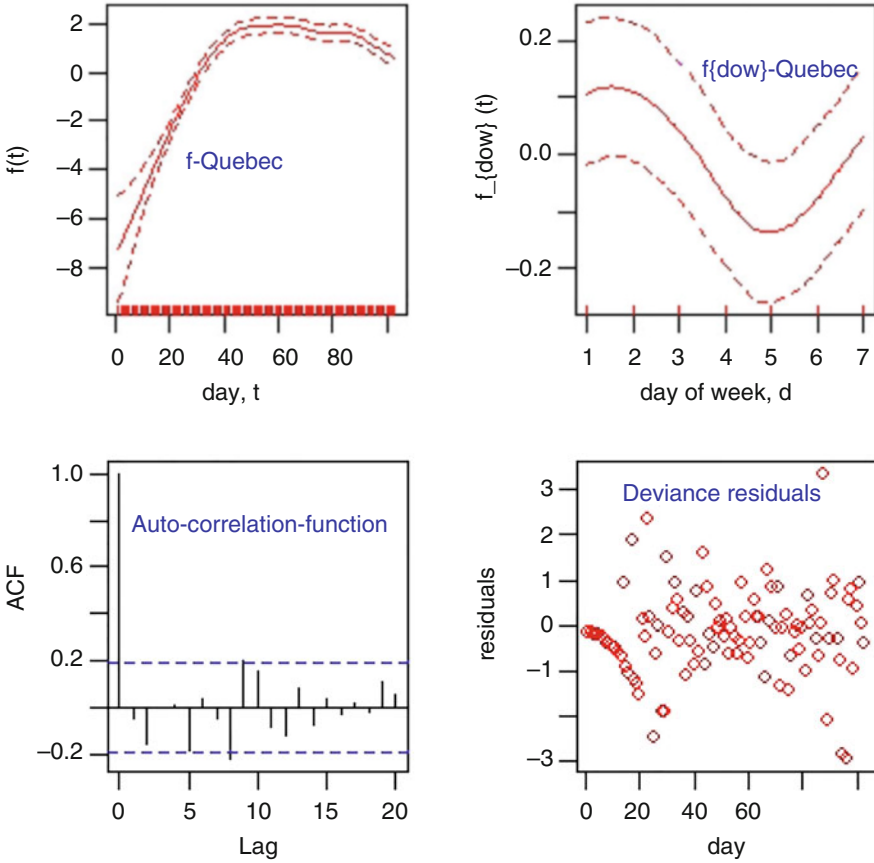 f(t)
2
0
−2
−4
−6
−8
f-Quebec
0 20 40 60 80
day, t
f_{dow} (t)
0.2
0.0
−0.2
f{dow}-Quebec
1 2 3 4 5 6 7
day of week, d
ACF
1.0
0.6
0.2
−0.2
Auto-correlation-function
0 5 10 15 20
Lag
residuals
3
2
1
0
−1
−3
Deviance residuals
0 20 40 60
day